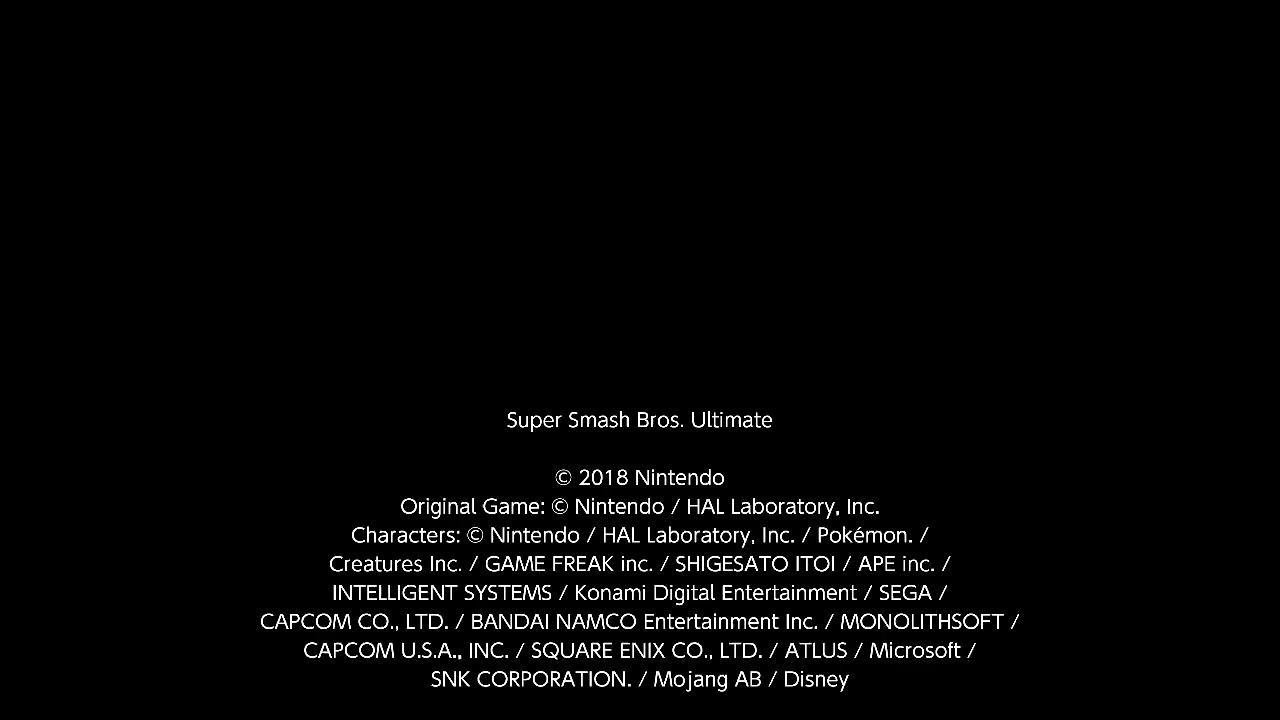 Super Smash Bros. Ultimate
© 2018 Nintendo
Original Game: © Nintendo / HAL Laboratory, Inc.
Characters: © Nintendo / HAL Laboratory, Inc. / Pokémon. /
Creatures Inc. / GAME FREAK inc. / SHIGESATO ITOI / APE inc. /
INTELLIGENT SYSTEMS / Konami Digital Entertainment / SEGA /
CAPCOM CO., LTD. / BANDAI NAMCO Entertainment Inc. / MONOLITHSOFT /
CAPCOM U.S.A., INC. / SQUARE ENIX CO., LTD. / ATLUS / Microsoft /
SNK CORPORATION. / Mojang AB / Disney